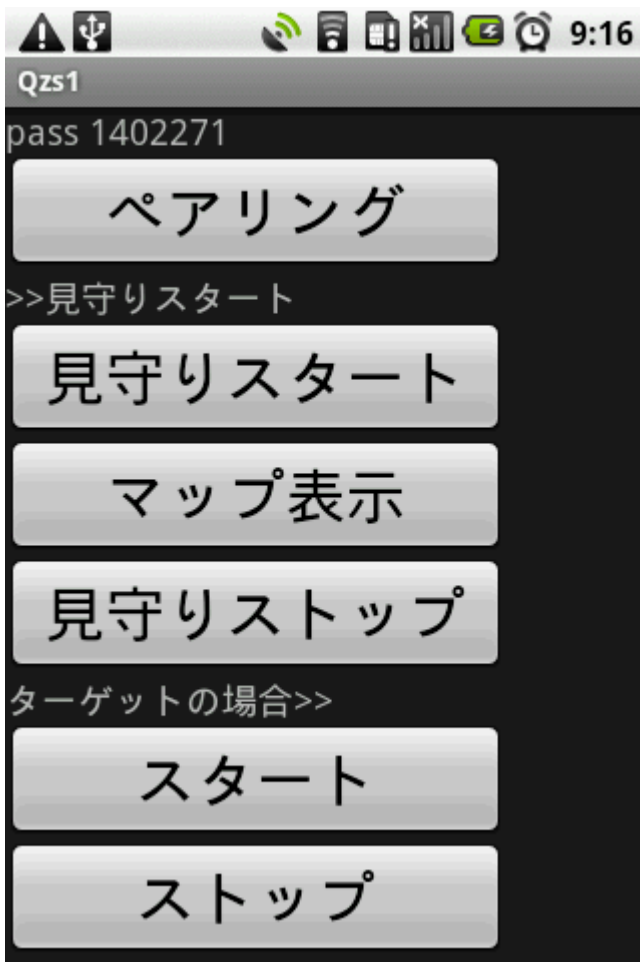 9:16
Qzs1
pass 1402271
ペアリング
>>見守りスタート
見守りスタート
マップ表示
見守りストップ
ターゲットの場合>>
スタート
ストップ